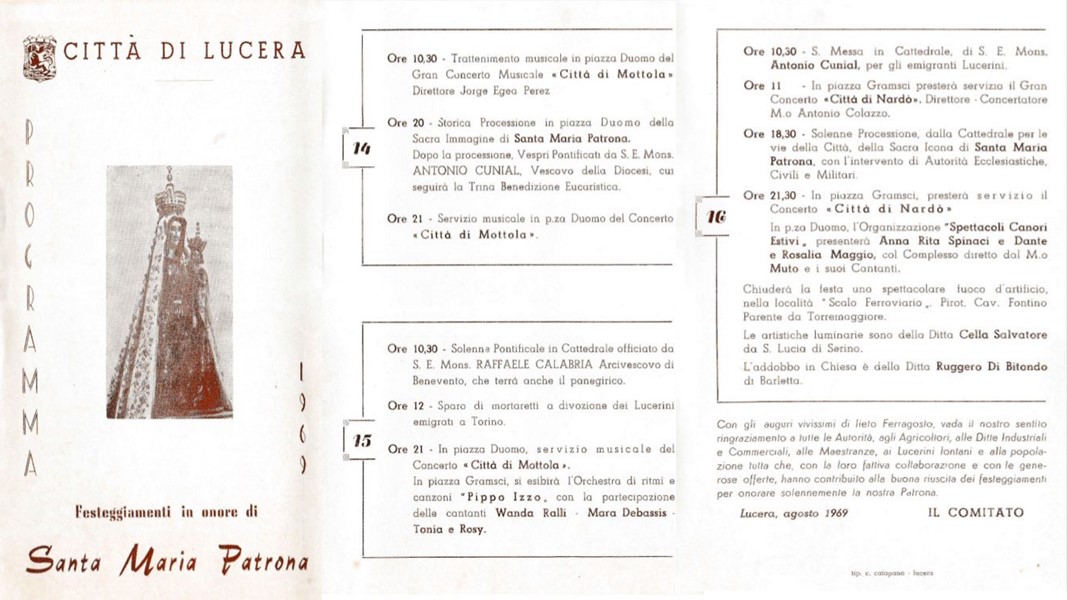 CITTÀ DI LUCERA
PROGRAMMA
1969
Festeggiamenti in onore di
Santa Maria Patrona
14
Ore 10,30 - Trattenimento musicale in piazza Duomo del
Gran Concerto Musicale «Città di Mottola»
Direttore Jorge Egea Perez
Ore 20 - Storica Processione in piazza Duomo della
Sacra Immagine di Santa Maria Patrona.
Dopo la processione, Vespri Pontificati da S. E. Mons.
ANTONIO CUNIAL, Vescovo della Diocesi, cui
seguirà la Trina Benedizione Eucaristica.
Ore 21 - Servizio musicale in p.za Duomo del Concerto
«Città di Mottola».
15
Ore 10,30 - Solenne Pontificale in Cattedrale officiato da
S. E. Mons. RAFFAELE CALABRIA Arcivescovo di
Benevento, che terrà anche il panegirico.
Ore 12 - Sparo di mortaretti a divozione dei Lucerini
emigrati a Torino.
Ore 21 - In piazza Duomo, servizio musicale del
Concerto «Città di Mottola».
In piazza Gramsci, si esibirà l'Orchestra di ritmi e
canzoni "Pippo Izzo„ con la partecipazione
delle cantanti Wanda Ralli - Mara Debassis -
Tonia e Rosy.
16
Ore 10,30 - S. Messa in Cattedrale, di S. E. Mons.
Antonio Cunial, per gli emigranti Lucerini.
Ore 11 - In piazza Gramsci presterà servizio il Gran
Concerto «Città di Nardò». Direttore - Concertatore
M.o Antonio Colazzo.
Ore 18,30 - Solenne Processione, dalla Cattedrale per le
vie della Città, della Sacra Icona di Santa Maria
Patrona, con l'intervento di Autorità Ecclesiastiche,
Civili e Militari.
Ore 21,30 - In piazza Gramsci, presterà servizio il
Concerto «Città di Nardò»
In p.za Duomo, l'Organizzazione "Spettacoli Canori
Estivi„ presenterà Anna Rita Spinaci e Dante
e Rosalia Maggio, col Complesso diretto dal M.o
Muto e i suoi Cantanti.
Chiuderà la festa uno spettacolare fuoco d'artificio,
nella località "Scalo Ferroviario„. Pirot. Cav. Fontino
Parente da Torremaggiore.
Le artistiche luminarie sono della Ditta Cella Salvatore
da S. Lucia di Serino.
L'addobbo in Chiesa è della Ditta Ruggero Di Bitondo
di Barletta.
Con gli auguri vivissimi di lieto Ferragosto, vada il nostro sentito
ringraziamento a tutte le Autorità, agli Agricoltori, alle Ditte Industriali
e Commerciali, alle Maestranze, ai Lucerini lontani e alla popola-
zione tutta che, con la loro fattiva collaborazione e con le gene-
rose offerte, hanno contribuito alla buona riuscita dei festeggiamenti
per onorare solennemente la nostra Patrona.
Lucera, agosto 1969 IL COMITATO
tip. c. catapano - lucera